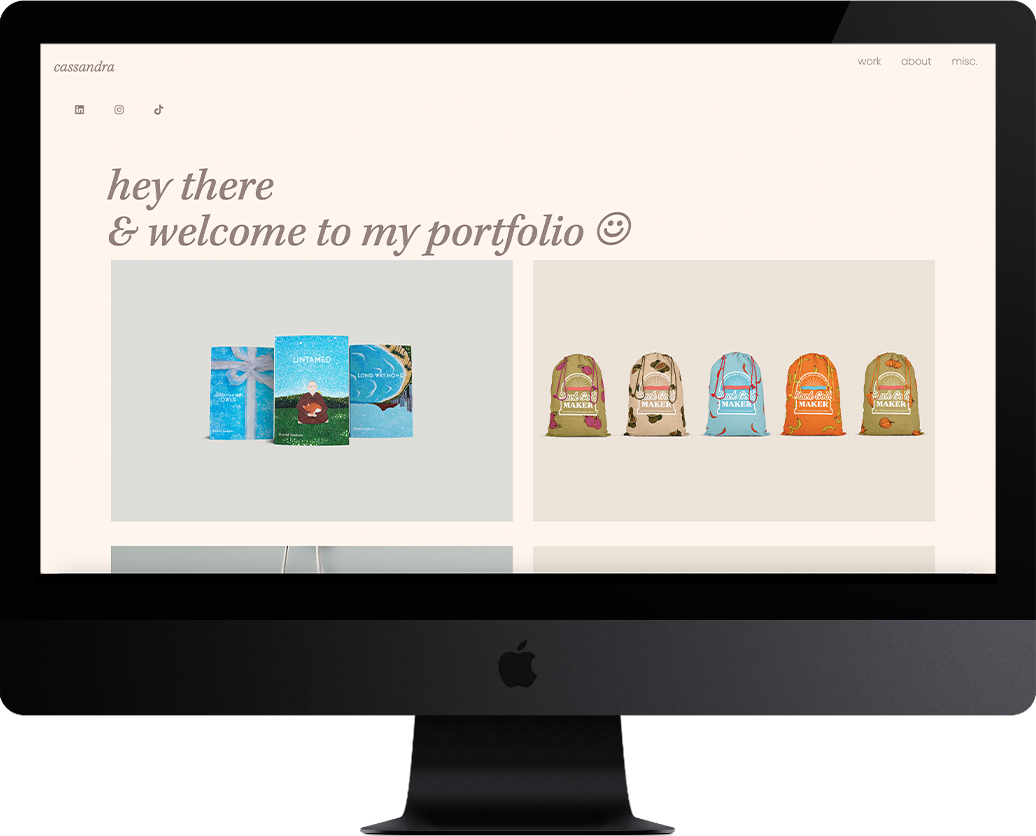 cassandra
work about misc.
hey there
& welcome to my portfolio
UNTAMED
LONG WAY HOME
OWLS
MAKER
MAKER
MAKER
MAKER
MAKER